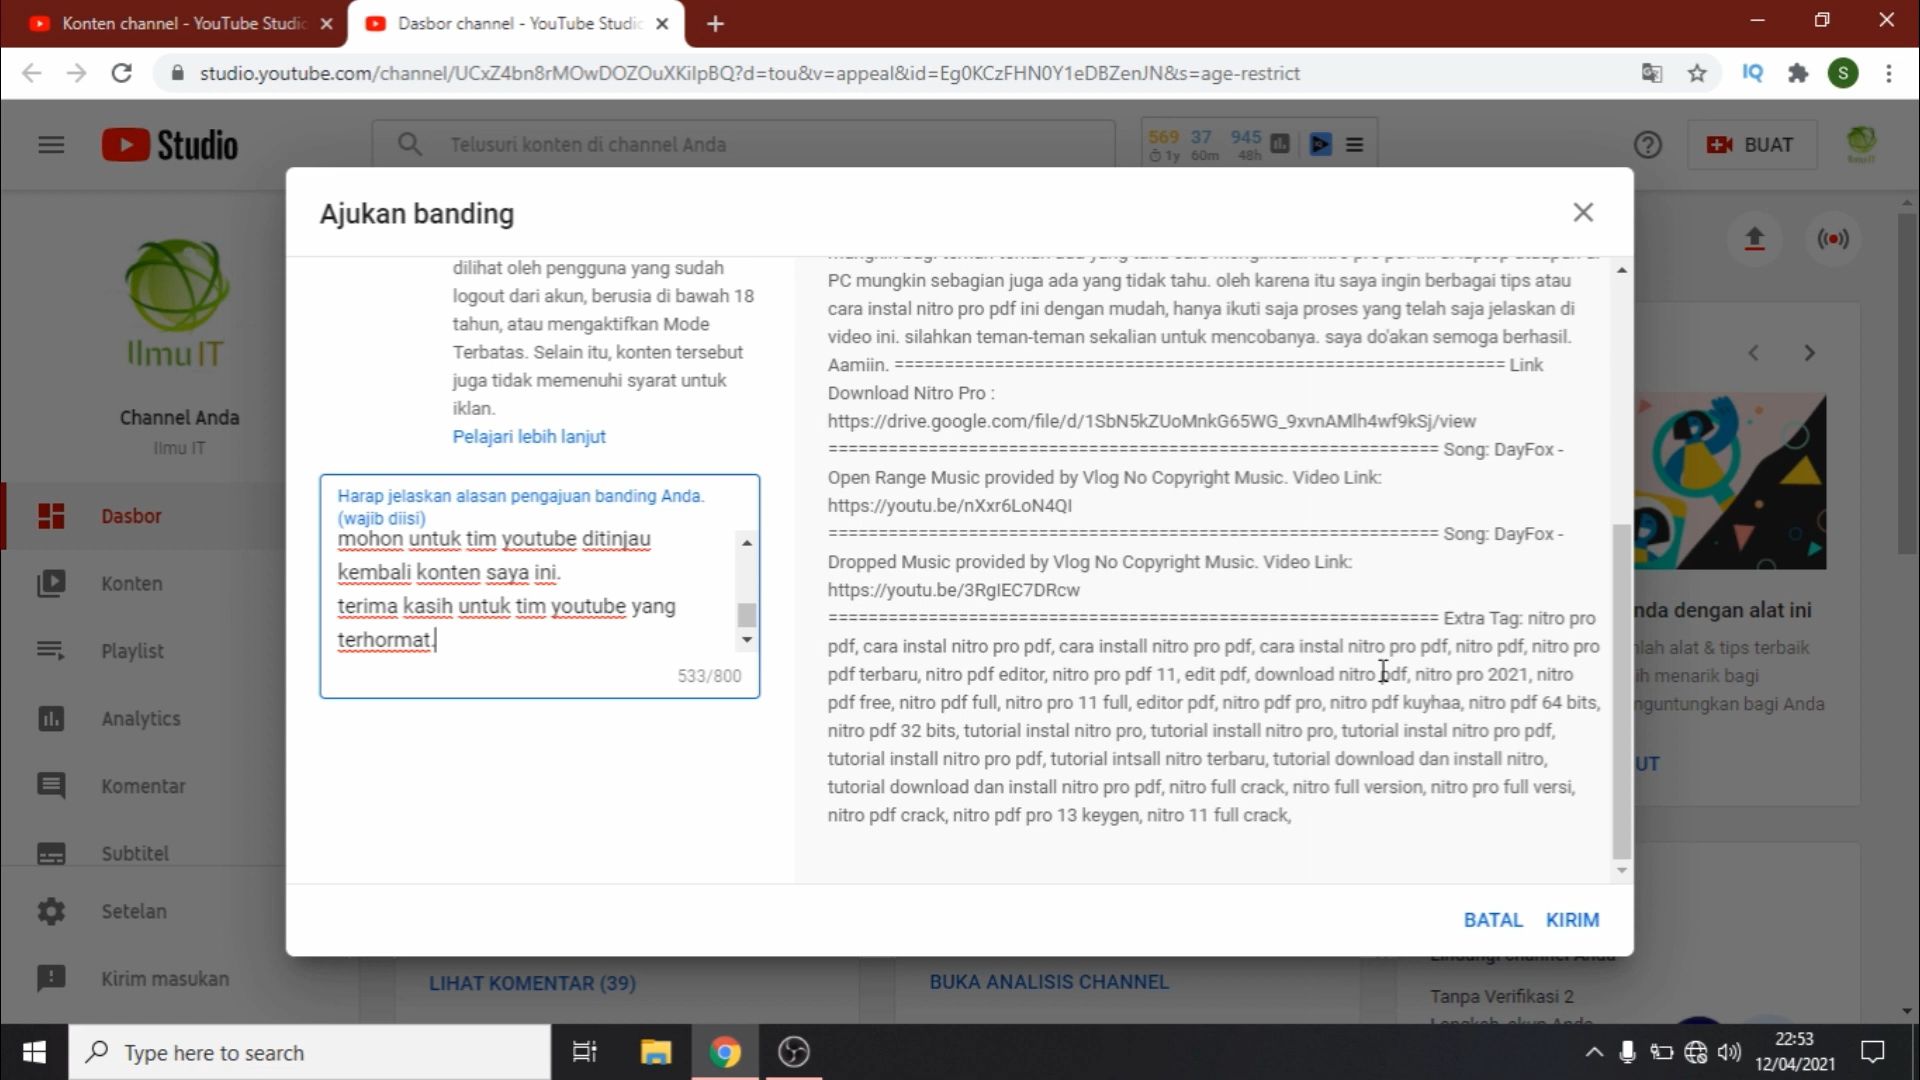 Konten channel - YouTube Studio
Dasbor channel - YouTube Studio
studio.youtube.com/channel/UCxZ4bn8rMOwDOZOuXKiIpBQ?d=tou&v=appeal&id=Eg0KCzFHN0Y1eDBZenJN&s=age-restrict
IQ
S
Studio
Telusuri konten di channel Anda
569 37 945
1y 60m 48h
BUAT
Ilmu IT
Channel Anda
Ilmu IT
Dasbor
Konten
Playlist
Analytics
Komentar
Subtitel
Setelan
Kirim masukan
Ajukan banding
dilihat oleh pengguna yang sudah
logout dari akun, berusia di bawah 18
tahun, atau mengaktifkan Mode
Terbatas. Selain itu, konten tersebut
juga tidak memenuhi syarat untuk
iklan.
Pelajari lebih lanjut
Harap jelaskan alasan pengajuan banding Anda.
(wajib diisi)
mohon untuk tim youtube ditinjau
kembali konten saya ini.
terima kasih untuk tim youtube yang
terhormat.
533/800
PC mungkin sebagian juga ada yang tidak tahu. oleh karena itu saya ingin berbagai tips atau
cara instal nitro pro pdf ini dengan mudah, hanya ikuti saja proses yang telah saja jelaskan di
video ini. silahkan teman-teman sekalian untuk mencobanya. saya do'akan semoga berhasil.
Aamiin. ============================================================= Link
Download Nitro Pro :
https://drive.google.com/file/d/1SbN5kZUoMnkG65WG_9xvnAMlh4wf9kSj/view
============================================================= Song: DayFox -
Open Range Music provided by Vlog No Copyright Music. Video Link:
https://youtu.be/nXxr6LoN4QI
============================================================= Song: DayFox -
Dropped Music provided by Vlog No Copyright Music. Video Link:
https://youtu.be/3RgIEC7DRcw
============================================================= Extra Tag: nitro pro
pdf, cara instal nitro pro pdf, cara install nitro pro pdf, cara instal nitro pro pdf, nitro pdf, nitro pro
pdf terbaru, nitro pdf editor, nitro pro pdf 11, edit pdf, download nitro pdf, nitro pro 2021, nitro
pdf free, nitro pdf full, nitro pro 11 full, editor pdf, nitro pdf pro, nitro pdf kuyhaa, nitro pdf 64 bits,
nitro pdf 32 bits, tutorial instal nitro pro, tutorial install nitro pro, tutorial instal nitro pro pdf,
tutorial install nitro pro pdf, tutorial intsall nitro terbaru, tutorial download dan install nitro,
tutorial download dan install nitro pro pdf, nitro full crack, nitro full version, nitro pro full versi,
nitro pdf crack, nitro pdf pro 13 keygen, nitro 11 full crack,
BATAL KIRIM
nda dengan alat ini
nlah alat & tips terbaik
ih menarik bagi
nguntungkan bagi Anda
UT
LIHAT KOMENTAR (39)
BUKA ANALISIS CHANNEL
Tanpa Verifikasi 2
Type here to search
22:53
12/04/2021